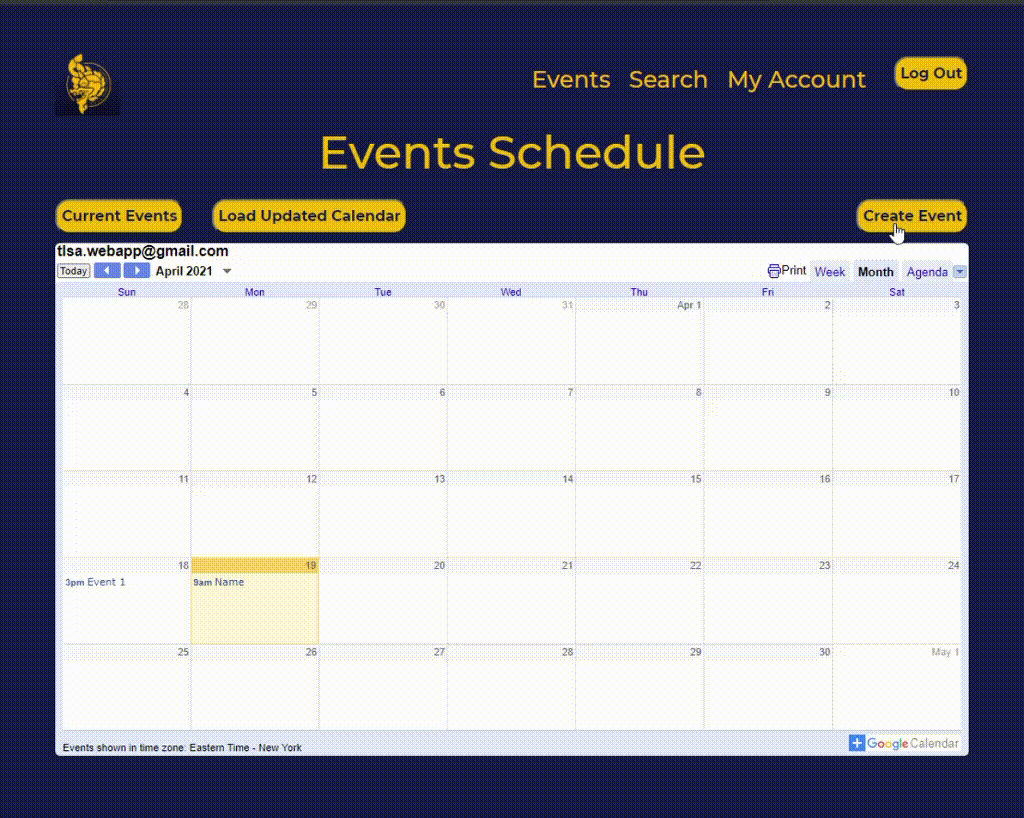 Events Search My Account Log Out
Events Schedule
Current Events Load Updated Calendar Create Event
tlsa.webapp@gmail.com
Today April 2021 Print Week Month Agenda
Sun Mon Tue Wed Thu Fri Sat
28 29 30 31 Apr 1 2 3
4 5 6 7 8 9 10
11 12 13 14 15 16 17
18 19 20 21 22 23 24
3pm Event 1 9am Name
25 26 27 28 29 30 May 1
Events shown in time zone: Eastern Time - New York
Google Calendar